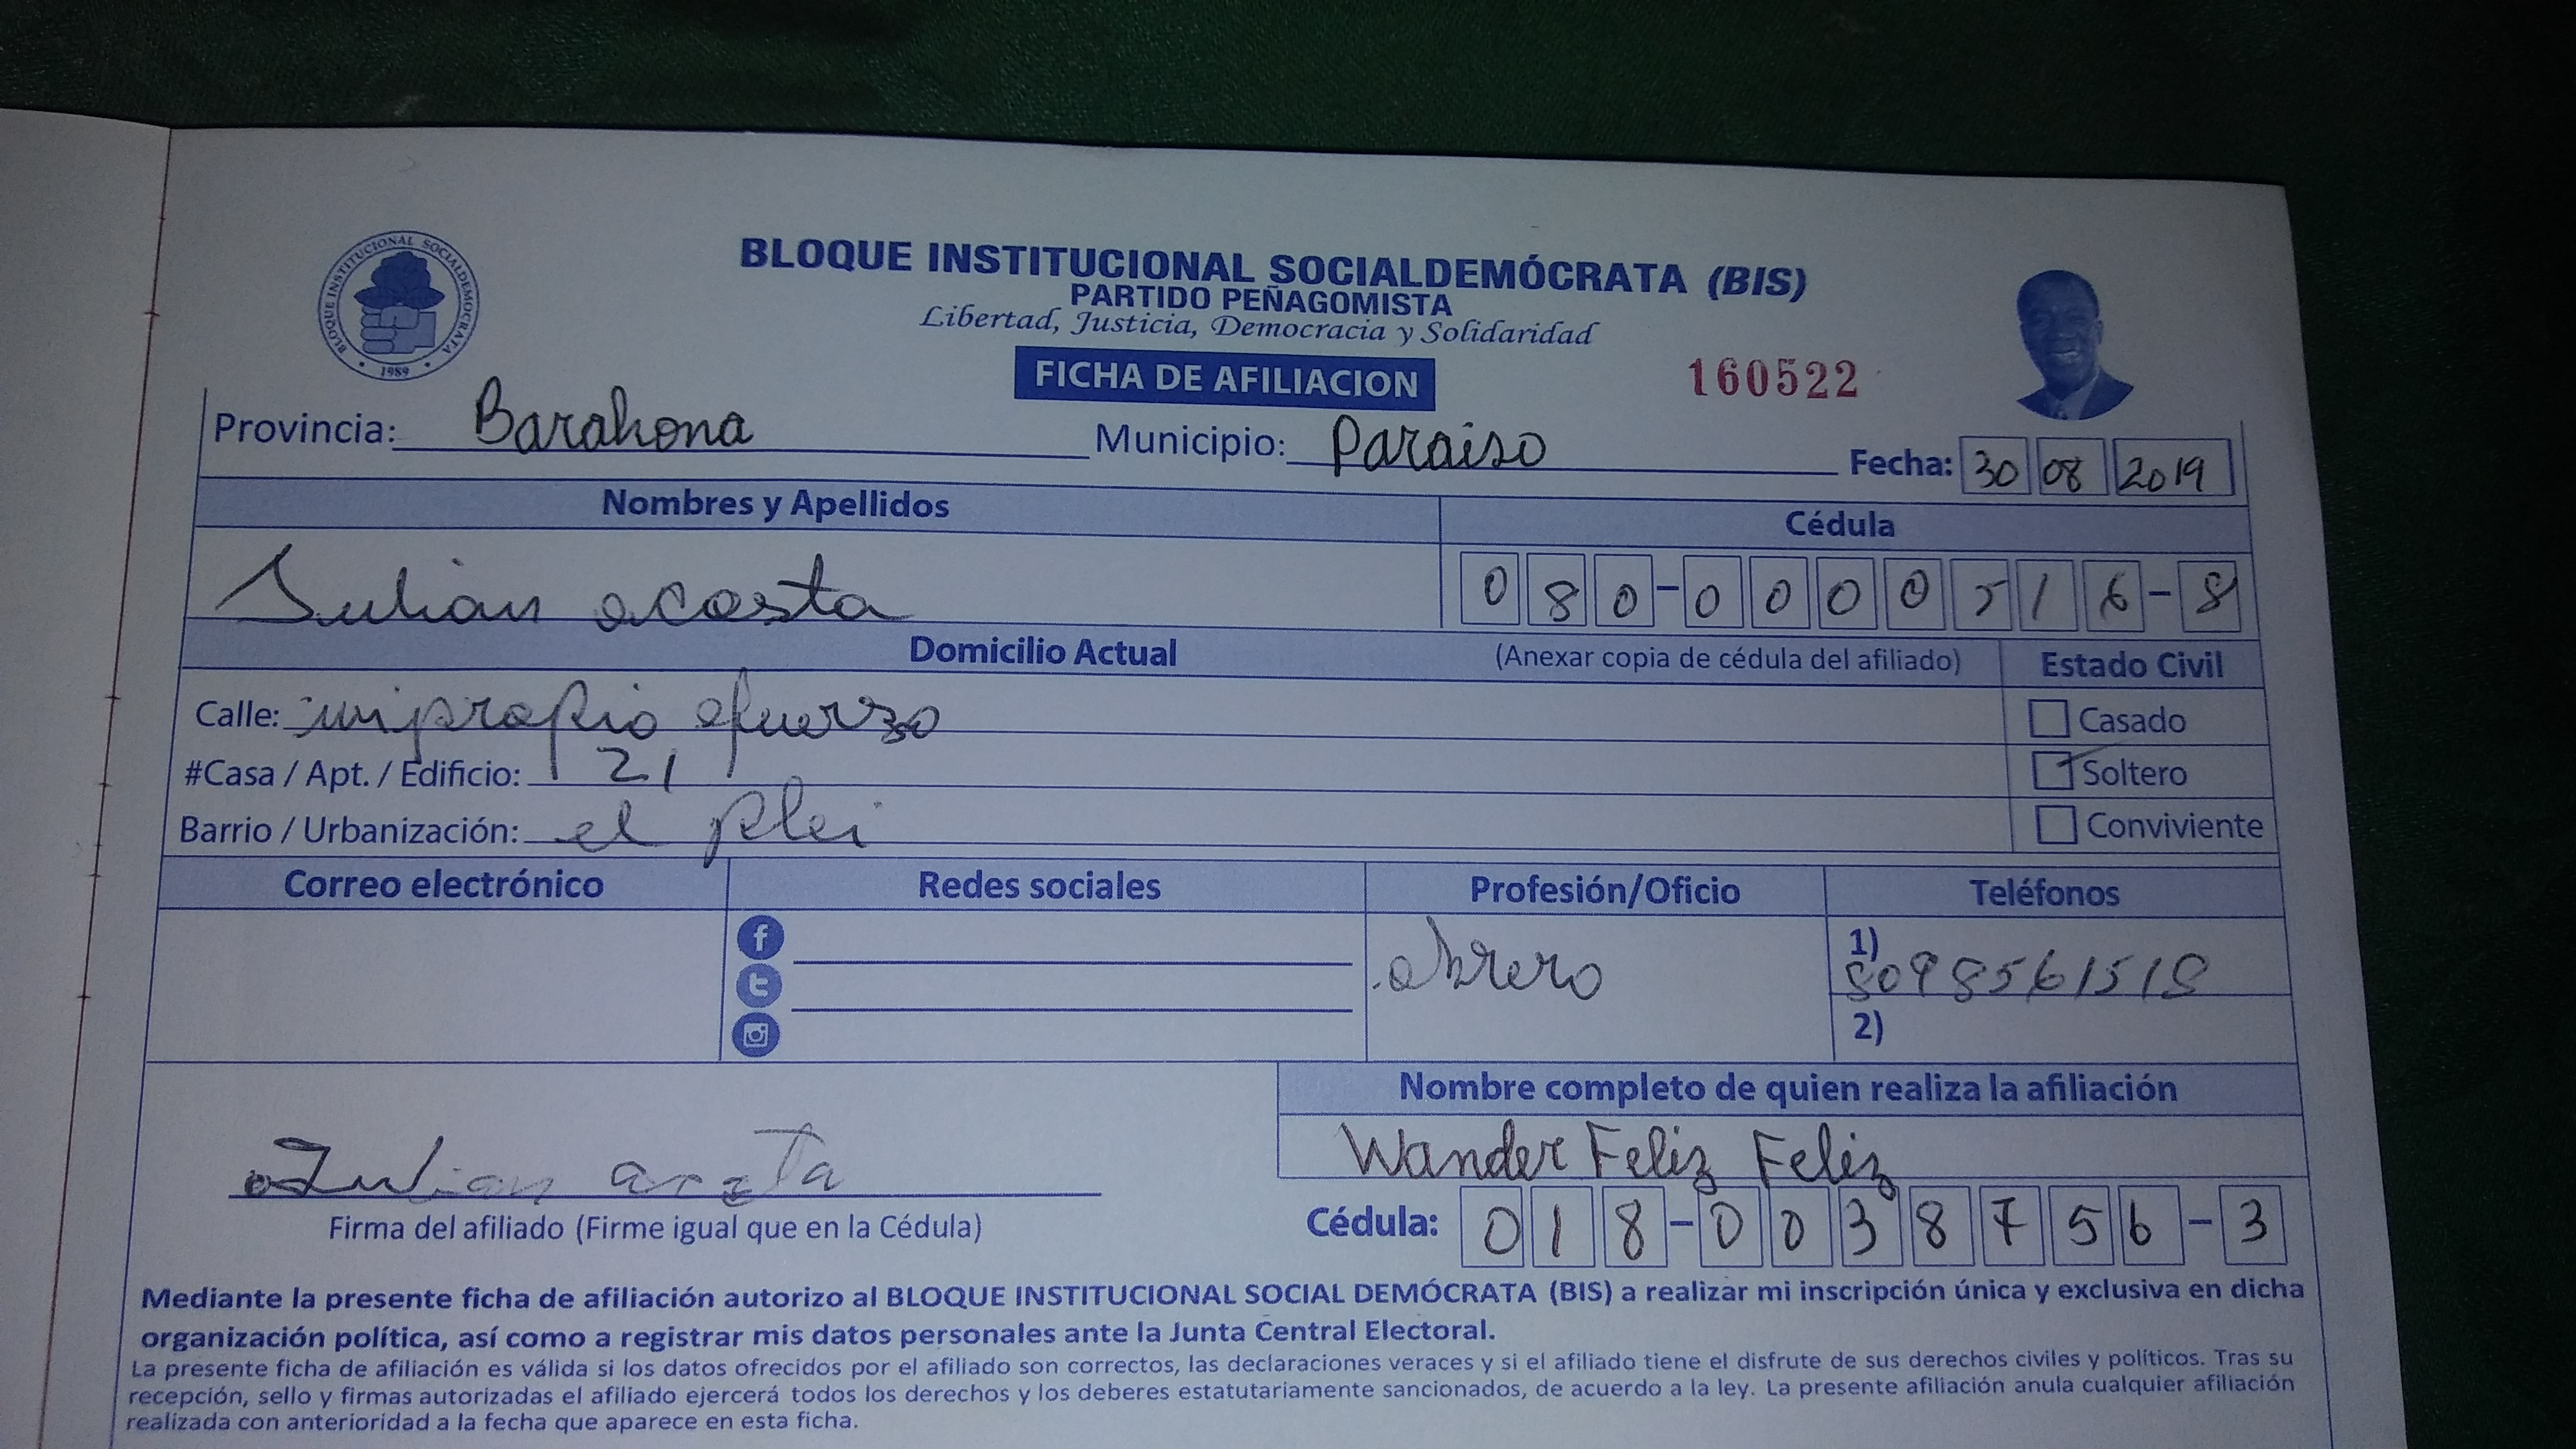 BLOQUE INSTITUCIONAL SOCIALDEMOCRATA
1989
BLOQUE INSTITUCIONAL SOCIALDEMÓCRATA (BIS)
PARTIDO PEÑAGOMISTA
Libertad, Justicia, Democracia y Solidaridad
FICHA DE AFILIACION
160522
Provincia: Barahona Municipio: Paraiso Fecha: 30 08 2019
Nombres y Apellidos Cédula
Julian acosta 080-0000516-8
Domicilio Actual (Anexar copia de cédula del afiliado) Estado Civil
Calle: mi propio efuerzo Casado
#Casa / Apt. / Edificio: 21 Soltero
Barrio / Urbanización: el plei Conviviente
Correo electrónico Redes sociales Profesión/Oficio Teléfonos
obrero 1) 8098561518
2)
Nombre completo de quien realiza la afiliación
Wander Feliz Feliz
Julian
Firma del afiliado (Firme igual que en la Cédula) Cédula: 018-0038756-3
Mediante la presente ficha de afiliación autorizo al BLOQUE INSTITUCIONAL SOCIAL DEMÓCRATA (BIS) a realizar mi inscripción única y exclusiva en dicha
organización política, así como a registrar mis datos personales ante la Junta Central Electoral.
La presente ficha de afiliación es válida si los datos ofrecidos por el afiliado son correctos, las declaraciones veraces y si el afiliado tiene el disfrute de sus derechos civiles y políticos. Tras su
recepción, sello y firmas autorizadas el afiliado ejercerá todos los derechos y los deberes estatutariamente sancionados, de acuerdo a la ley. La presente afiliación anula cualquier afiliación
realizada con anterioridad a la fecha que aparece en esta ficha.